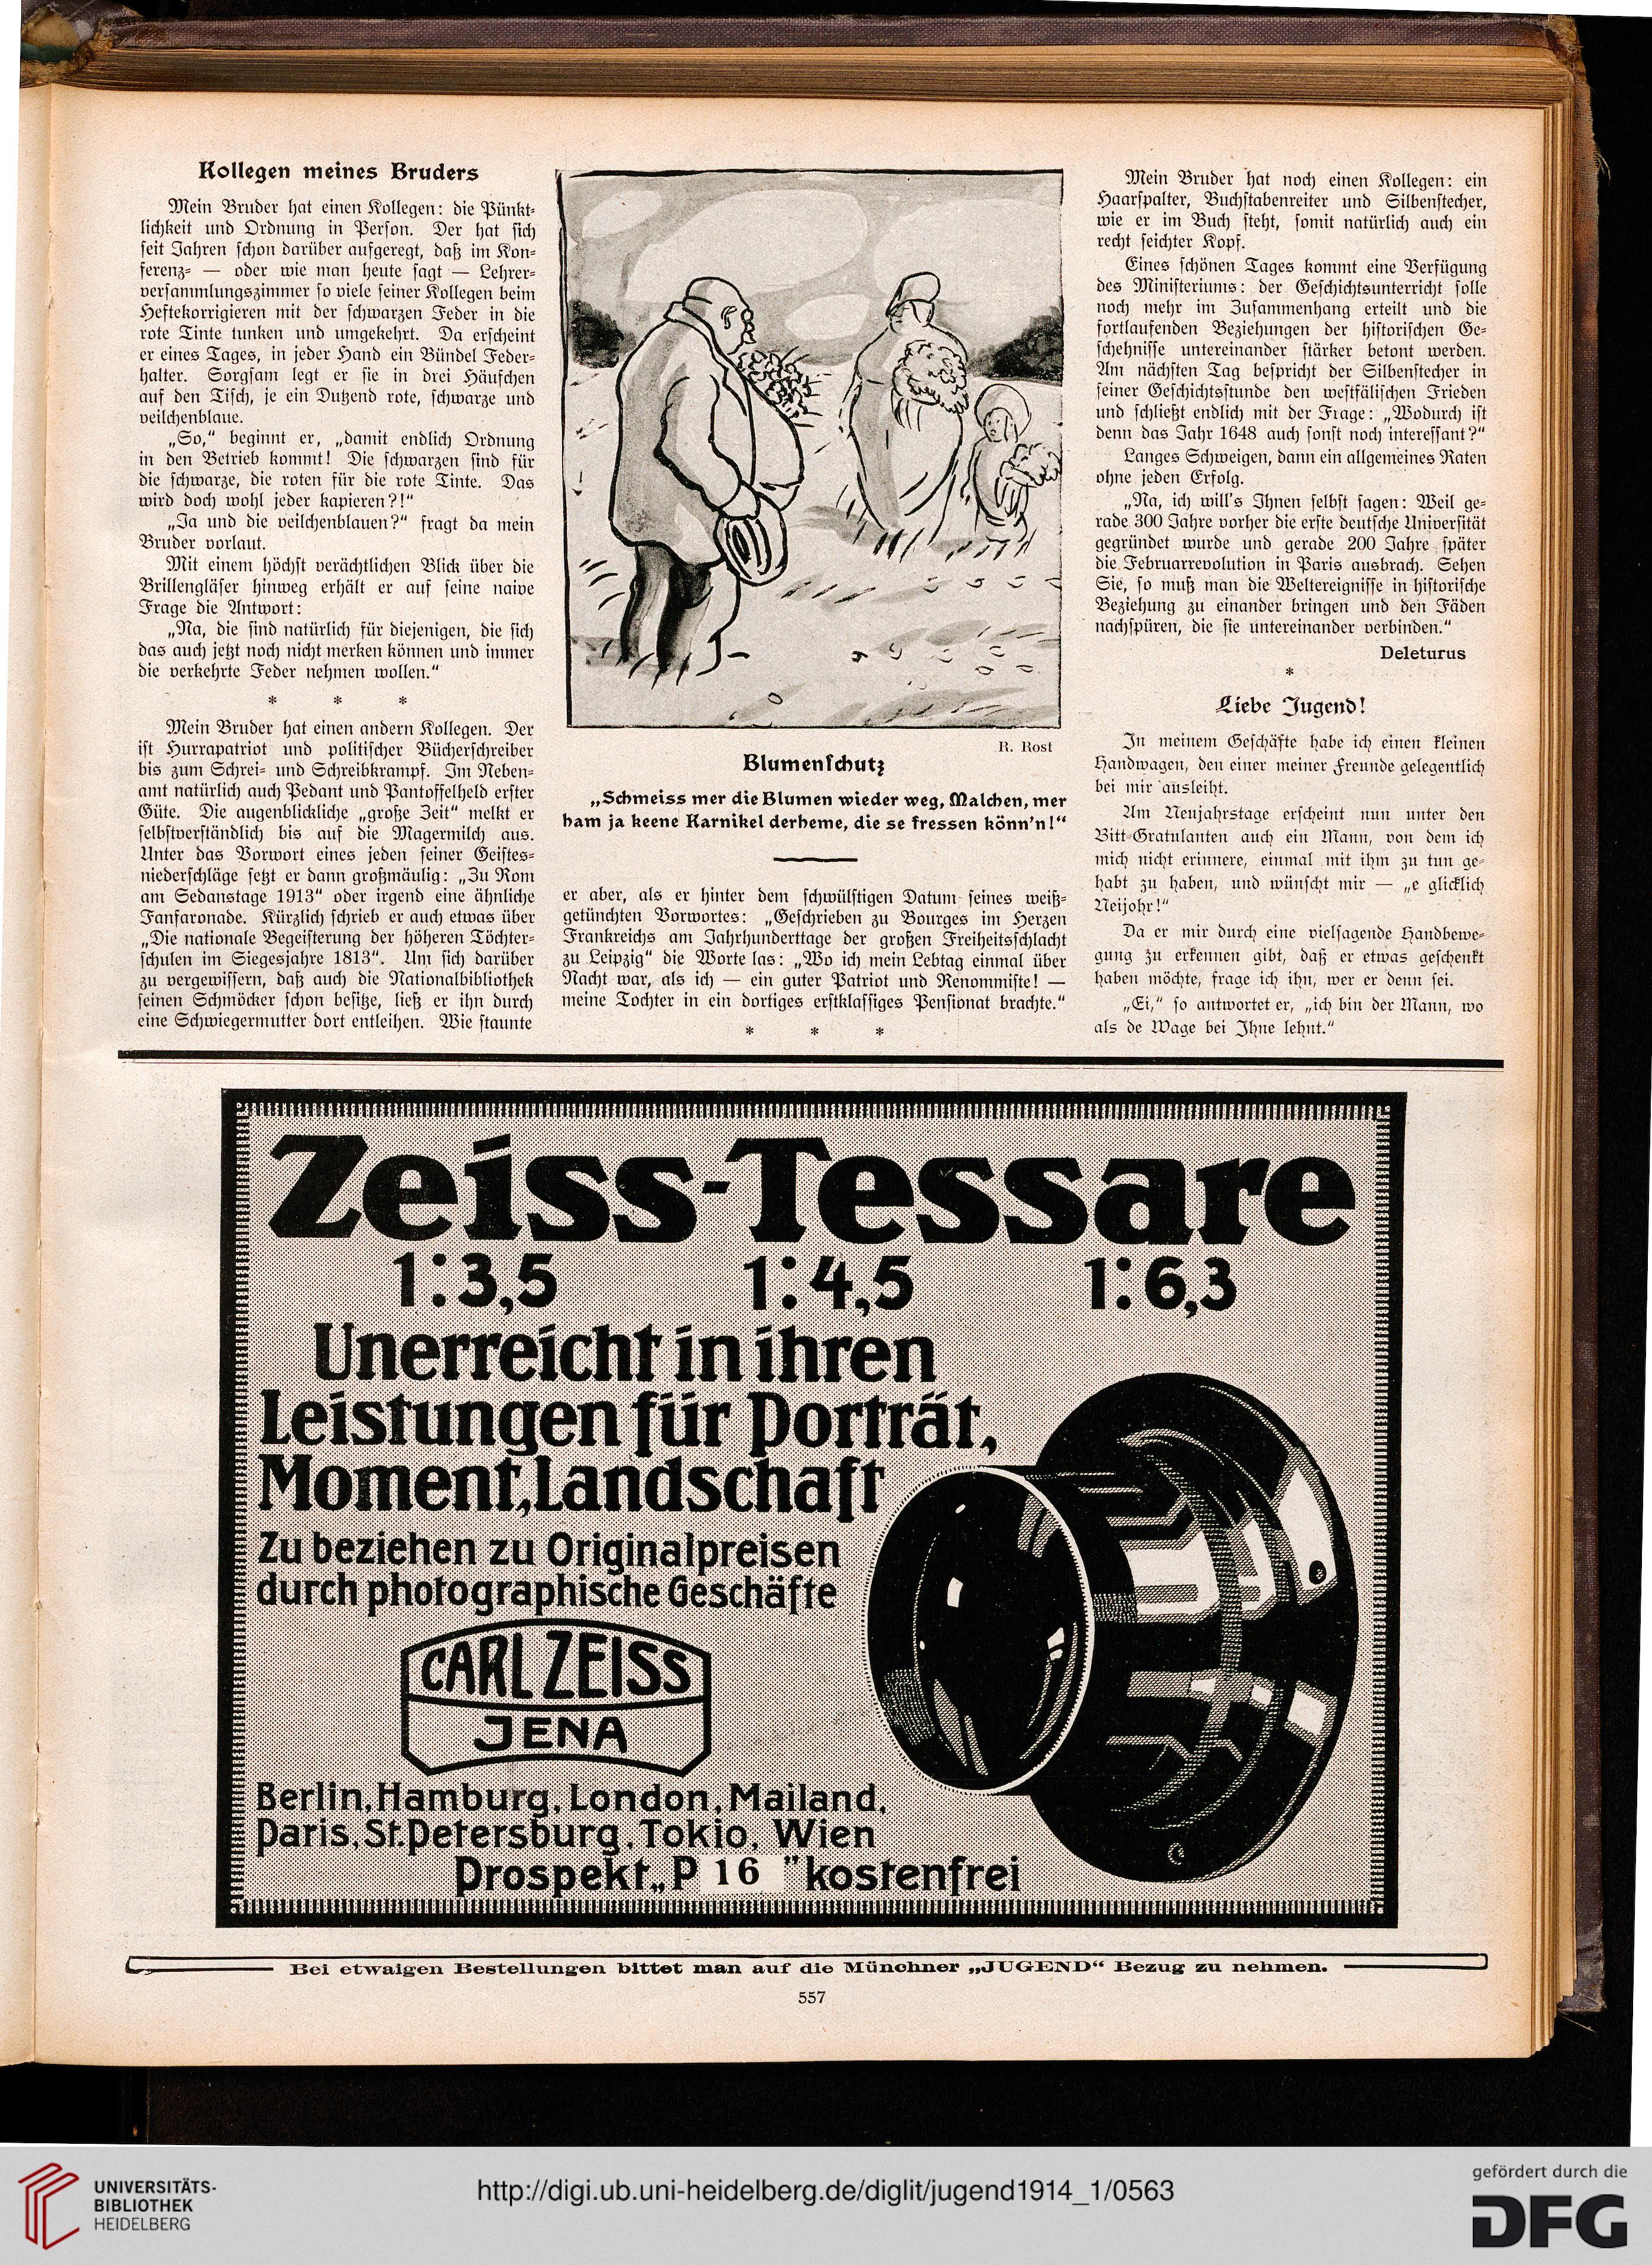 Kollegen meines Bruders
Mein Bruder hat einen Kollegen: die Pünkt-
lichkeit und Ordnung in Person. Der hat sich
seit Jahren schon darüber aufgeregt, daß im Kon-
ferenz- — oder wie man heute sagt — Lehrer-
versammlungszimmer so viele seiner Kollegen beim
Heftekorrigieren mit der schwarzen Feder in die
rote Tinte tunken und umgekehrt. Da erscheint
er eines Tages, in jeder Hand ein Bündel Feder-
halter. Sorgsam legt er sie in drei Häufchen
auf den Tisch, je ein Dutzend rote, schwarze und
veilchenblaue.
„So,“ beginnt er, „damit endlich Ordnung
in den Betrieb kommt! Die schwarzen sind für
die schwarze, die roten für die rote Tinte. Das
wird doch wohl jeder kapieren?!“
„Ja und die veilchenblauen?“ fragt da mein
Bruder vorlaut.
Mit einem höchst verächtlichen Blick über die
Brillengläser hinweg erhält er auf seine naive
Frage die Antwort:
„Na, die sind natürlich für diejenigen, die sich
das auch jetzt noch nicht merken können und immer
die verkehrte Feder nehmen wollen.“
* * *
Mein Bruder hat einen andern Kollegen. Der
ist Hurrapatriot und politischer Bücherschreiber
bis zum Schrei- und Schreibkrampf. Im Neben-
amt natürlich auch Pedant und Pantoffelheld erster
Güte. Die augenblickliche „große Zeit“ melkt er
selbstverständlich bis auf die Magermilch aus.
Unter das Vorwort eines jeden seiner Geistes-
niederschläge setzt er dann großmäulig: „Zu Rom
am Sedanstage 1913“ oder irgend eine ähnliche
Fanfaronade. Kürzlich schrieb er auch etwas über
„Die nationale Begeisterung der höheren Töchter-
schulen im Siegesjahre 1813“. Um sich darüber
zu vergewissern, daß auch die Nationalbibliothek
seinen Schmöcker schon besitze, ließ er ihn durch
eine Schwiegermutter dort entleihen. Wie staunte
R. Rost
Blumenschutz
„Schmeiss mer die Blumen wieder weg, Malchen, mer
ham ja keene Karnikel derheme, die se fressen könn'n!“
er aber, als er hinter dem schwülstigen Datum seines weiß-
getünchten Vorwortes: „Geschrieben zu Bourges im Herzen
Frankreichs am Jahrhunderttage der großen Freiheitsschlacht
zu Leipzig“ die Worte las: „Wo ich mein Lebtag einmal über
Nacht war, als ich — ein guter Patriot und Renommiste! —
meine Tochter in ein dortiges erstklassiges Pensionat brachte.“
* * *
Mein Bruder hat noch einen Kollegen: ein
Haarspalter, Buchstabenreiter und Silbenstecher,
wie er im Buch steht, somit natürlich auch ein
recht seichter Kopf.
Eines schönen Tages kommt eine Verfügung
des Ministeriums: der Geschichtsunterricht solle
noch mehr im Zusammenhang erteilt und die
fortlaufenden Beziehungen der historischen Ge-
schehnisse untereinander stärker betont werden.
Am nächsten Tag bespricht der Silbenstecher in
seiner Geschichtsstunde den westfälischen Frieden
und schließt endlich mit der Frage: „Wodurch ist
denn das Jahr 1648 auch sonst noch interessant?“
Langes Schweigen, dann ein allgemeines Raten
ohne jeden Erfolg.
„Na, ich will's Ihnen selbst sagen: Weil ge-
rade 300 Jahre vorher die erste deutsche Universität
gegründet wurde und gerade 200 Jahre später
die Februarrevolution in Paris ausbrach. Sehen
Sie, so muß man die Weltereignisse in historische
Beziehung zu einander bringen und den Fäden
nachspüren, die sie untereinander verbinden.“
Deleturus
*
Liebe Jugend!
In meinem Geschäfte habe ich einen kleinen
Handwagen, den einer meiner Freunde gelegentlich
bei mir ausleiht.
Am Neujahrstage erscheint nun unter den
Bitt-Gratulanten auch ein Mann, von dem ich
mich nicht erinnere, einmal mit ihm zu tun ge-
habt zu haben, und wünscht mir — „e glicklich
Neijohr!“
Da er mir durch eine vielsagende Handbewe-
gung zu erkennen gibt, daß er etwas geschenkt
haben möchte, frage ich ihn, wer er denn sei.
„Ei,“ so antwortet er, „ich bin der Mann, wo
als de Wage bei Ihne lehnt.“
Zeiss-Tessare
1:3,5 1:4,5 1:6,3
Unerreicht in ihren
Leistungen für Porträt,
Moment, Landschaft
Zu beziehen zu Originalpreisen
durch photographische Geschäfte
CARL ZEISS
JENA
Berlin, Hamburg, London, Mailand,
Paris, St. Petersburg, Tokio, Wien
Prospekt „P 16 ” kostenfrei
Bei etwaigen Bestellungen bittet man auf die Münchner „JUGEND“ Bezug zu nehmen.
557
UNIVERSITÄTS-
BIBLIOTHEK
HEIDELBERG
http://digi.ub.uni-heidelberg.de/diglit/jugend1914_1/0563
gefördert durch die
DFG